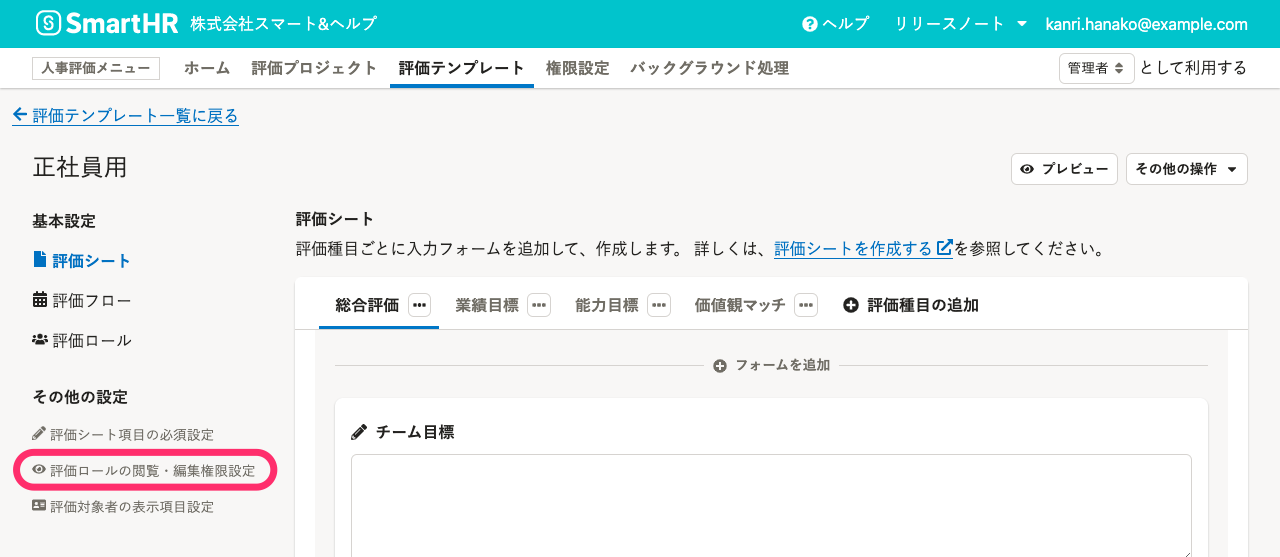 SmartHR 株式会社スマート&ヘルプ ヘルプ リリースノート kanri.hanako@example.com
人事評価メニュー ホーム 評価プロジェクト 評価テンプレート 権限設定 バックグラウンド処理 管理者 として利用する
評価テンプレート一覧に戻る
正社員用 プレビュー その他の操作
基本設定
評価シート
評価フロー
評価ロール
その他の設定
評価シート項目の必須設定
評価ロールの閲覧・編集権限設定
評価対象者の表示項目設定
評価シート
評価種目ごとに入力フォームを追加して、作成します。 詳しくは、評価シートを作成するを参照してください。
総合評価 業績目標 能力目標 価値観マッチ 評価種目の追加
フォームを追加
チーム目標